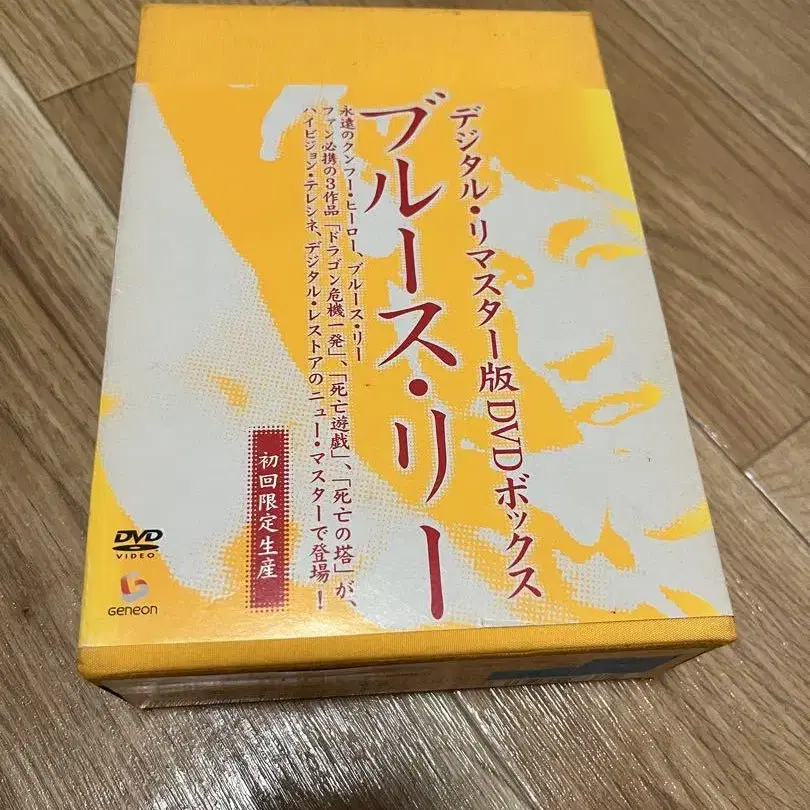 デジタル・リマスター版DVDボックス
ブルース・リー
永遠のクンフー・ヒーロー、ブルース・リー
ファン必携の3作品「ドラゴン危機一発」、「死亡遊戯」、「死亡の塔」が、
ハイビジョン・テレシネ、デジタル・レストアのニュー・マスターで登場!
初回限定生産
DVD
VIDEO
GENEON